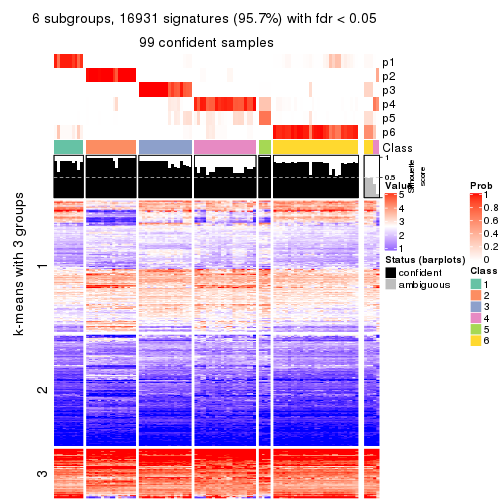 6 subgroups, 16931 signatures (95.7%) with fdr < 0.05
99 confident samples
p1
p2
p3
p4
p5
p6
Class
1
0.5
Silhouette
score
k-means with 3 groups
1
2
3
Value
5
4
3
2
1
Status (barplots)
confident
ambiguous
Prob
1
0.8
0.6
0.4
0.2
0
Class
1
2
3
4
5
6